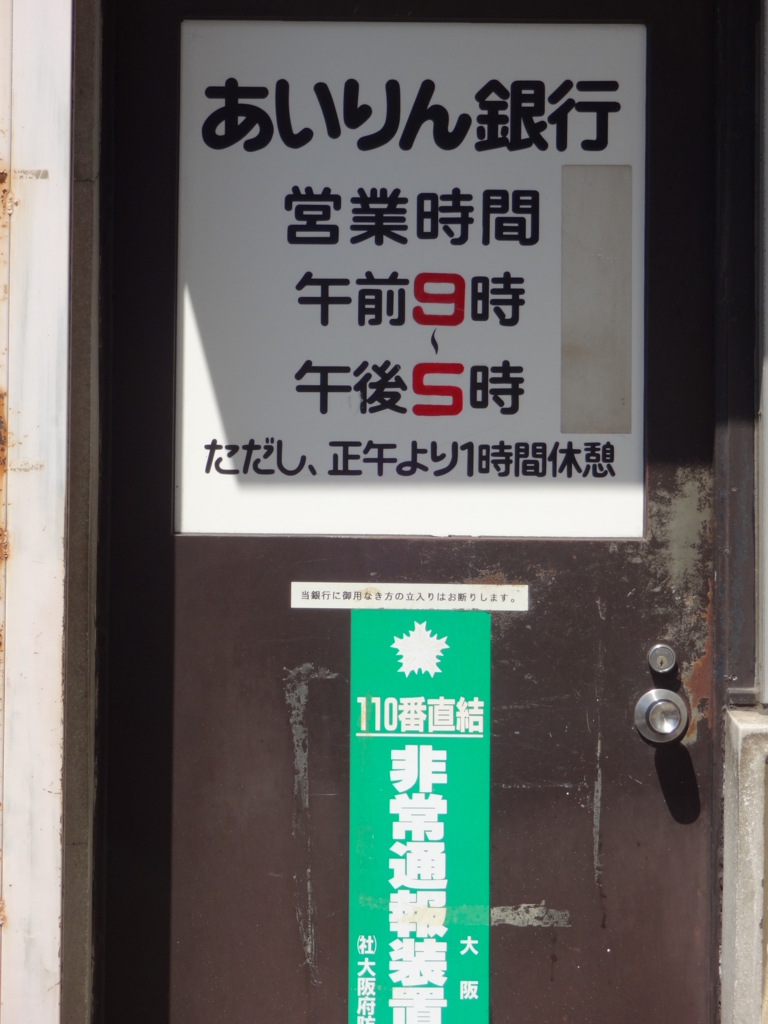 あいりん銀行
営業時間
午前9時
〜
午後5時
ただし、正午より1時間休憩
当銀行に御用なき方の立入りはお断りします。
110番直結
非常通報装置
大阪
(社)大阪府防